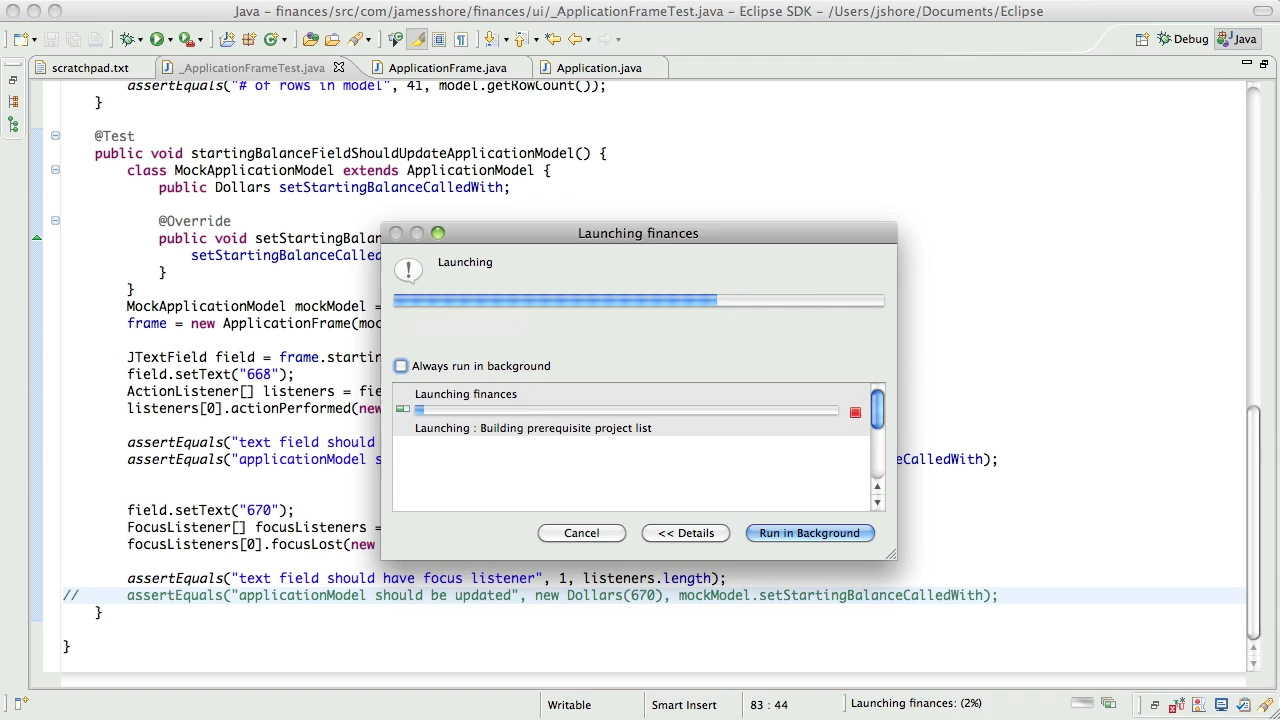 Java – finances/src/com/jamesshore/finances/ui/_ApplicationFrameTest.java – Eclipse SDK – /Users/jshore/Documents/Eclipse
Debug
Java
scratchpad.txt
_ApplicationFrameTest.java
ApplicationFrame.java
Application.java
assertEquals("# of rows in model", 41, model.getRowCount());
}
@Test
public void startingBalanceFieldShouldUpdateApplicationModel() {
class MockApplicationModel extends ApplicationModel {
public Dollars setStartingBalanceCalledWith;
@Override
public void setStartingBalan
setStartingBalanceCalled
}
}
MockApplicationModel mockModel =
frame = new ApplicationFrame(moc
JTextField field = frame.startin
field.setText("668");
ActionListener[] listeners = fie
listeners[0].actionPerformed(new
assertEquals("text field should
assertEquals("applicationModel s
eCalledWith);
field.setText("670");
FocusListener[] focusListeners =
focusListeners[0].focusLost(new
assertEquals("text field should have focus listener", 1, listeners.length);
// assertEquals("applicationModel should be updated", new Dollars(670), mockModel.setStartingBalanceCalledWith);
}
}
Launching finances
Launching
Always run in background
Launching finances
Launching : Building prerequisite project list
Cancel
<< Details
Run in Background
Writable
Smart Insert
83 : 44
Launching finances: (2%)